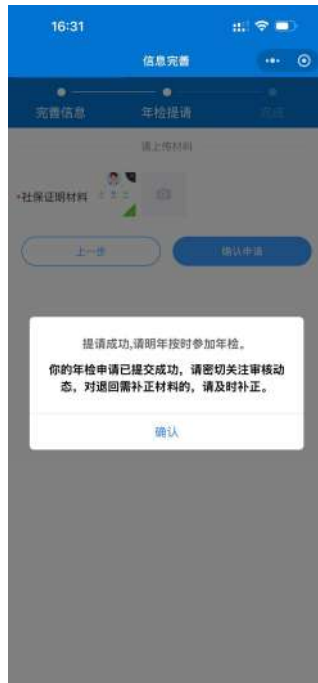 16:31
信息完善
完善信息
年检提请
完成
请上传材料
*社保证明材料
上一步
确认申请
提请成功,请明年按时参加年检。
你的年检申请已提交成功，请密切关注审核动
态，对退回需补正材料的，请及时补正。
确认